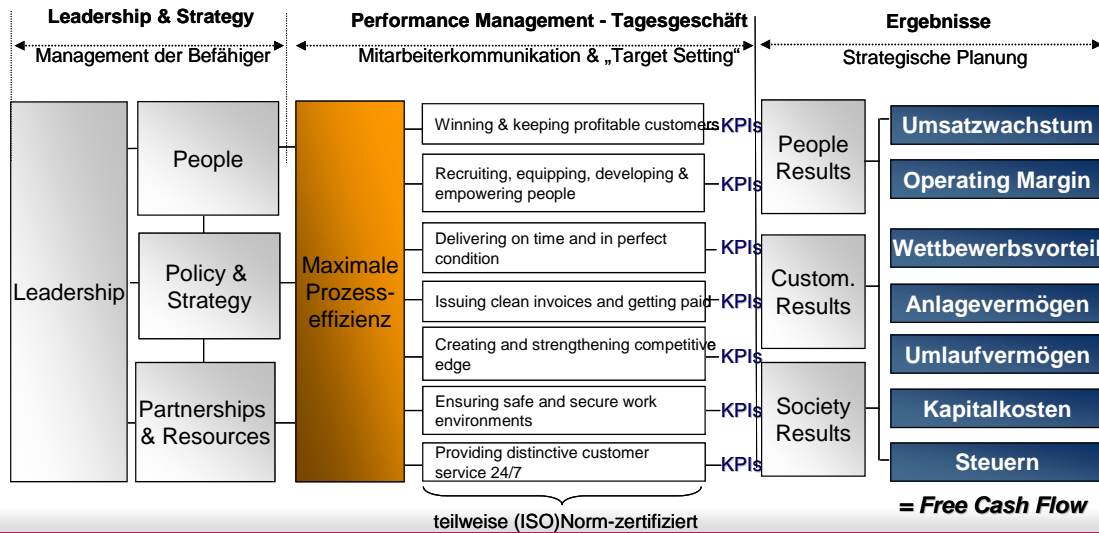 Leadership & Strategy
Performance Management - Tagesgeschäft
Ergebnisse
Management der Befähiger
Mitarbeiterkommunikation & „Target Setting“
Strategische Planung
Leadership
People
Policy &
Strategy
Partnerships
& Resources
Maximale
Prozess-
effizienz
Winning & keeping profitable customers
KPIs
Recruiting, equipping, developing &
empowering people
KPIs
Delivering on time and in perfect
condition
KPIs
Issuing clean invoices and getting paid
KPIs
Creating and strengthening competitive
edge
KPIs
Ensuring safe and secure work
environments
KPIs
Providing distinctive customer
service 24/7
KPIs
teilweise (ISO)Norm-zertifiziert
People
Results
Custom.
Results
Society
Results
Umsatzwachstum
Operating Margin
Wettbewerbsvorteil
Anlagevermögen
Umlaufvermögen
Kapitalkosten
Steuern
= Free Cash Flow